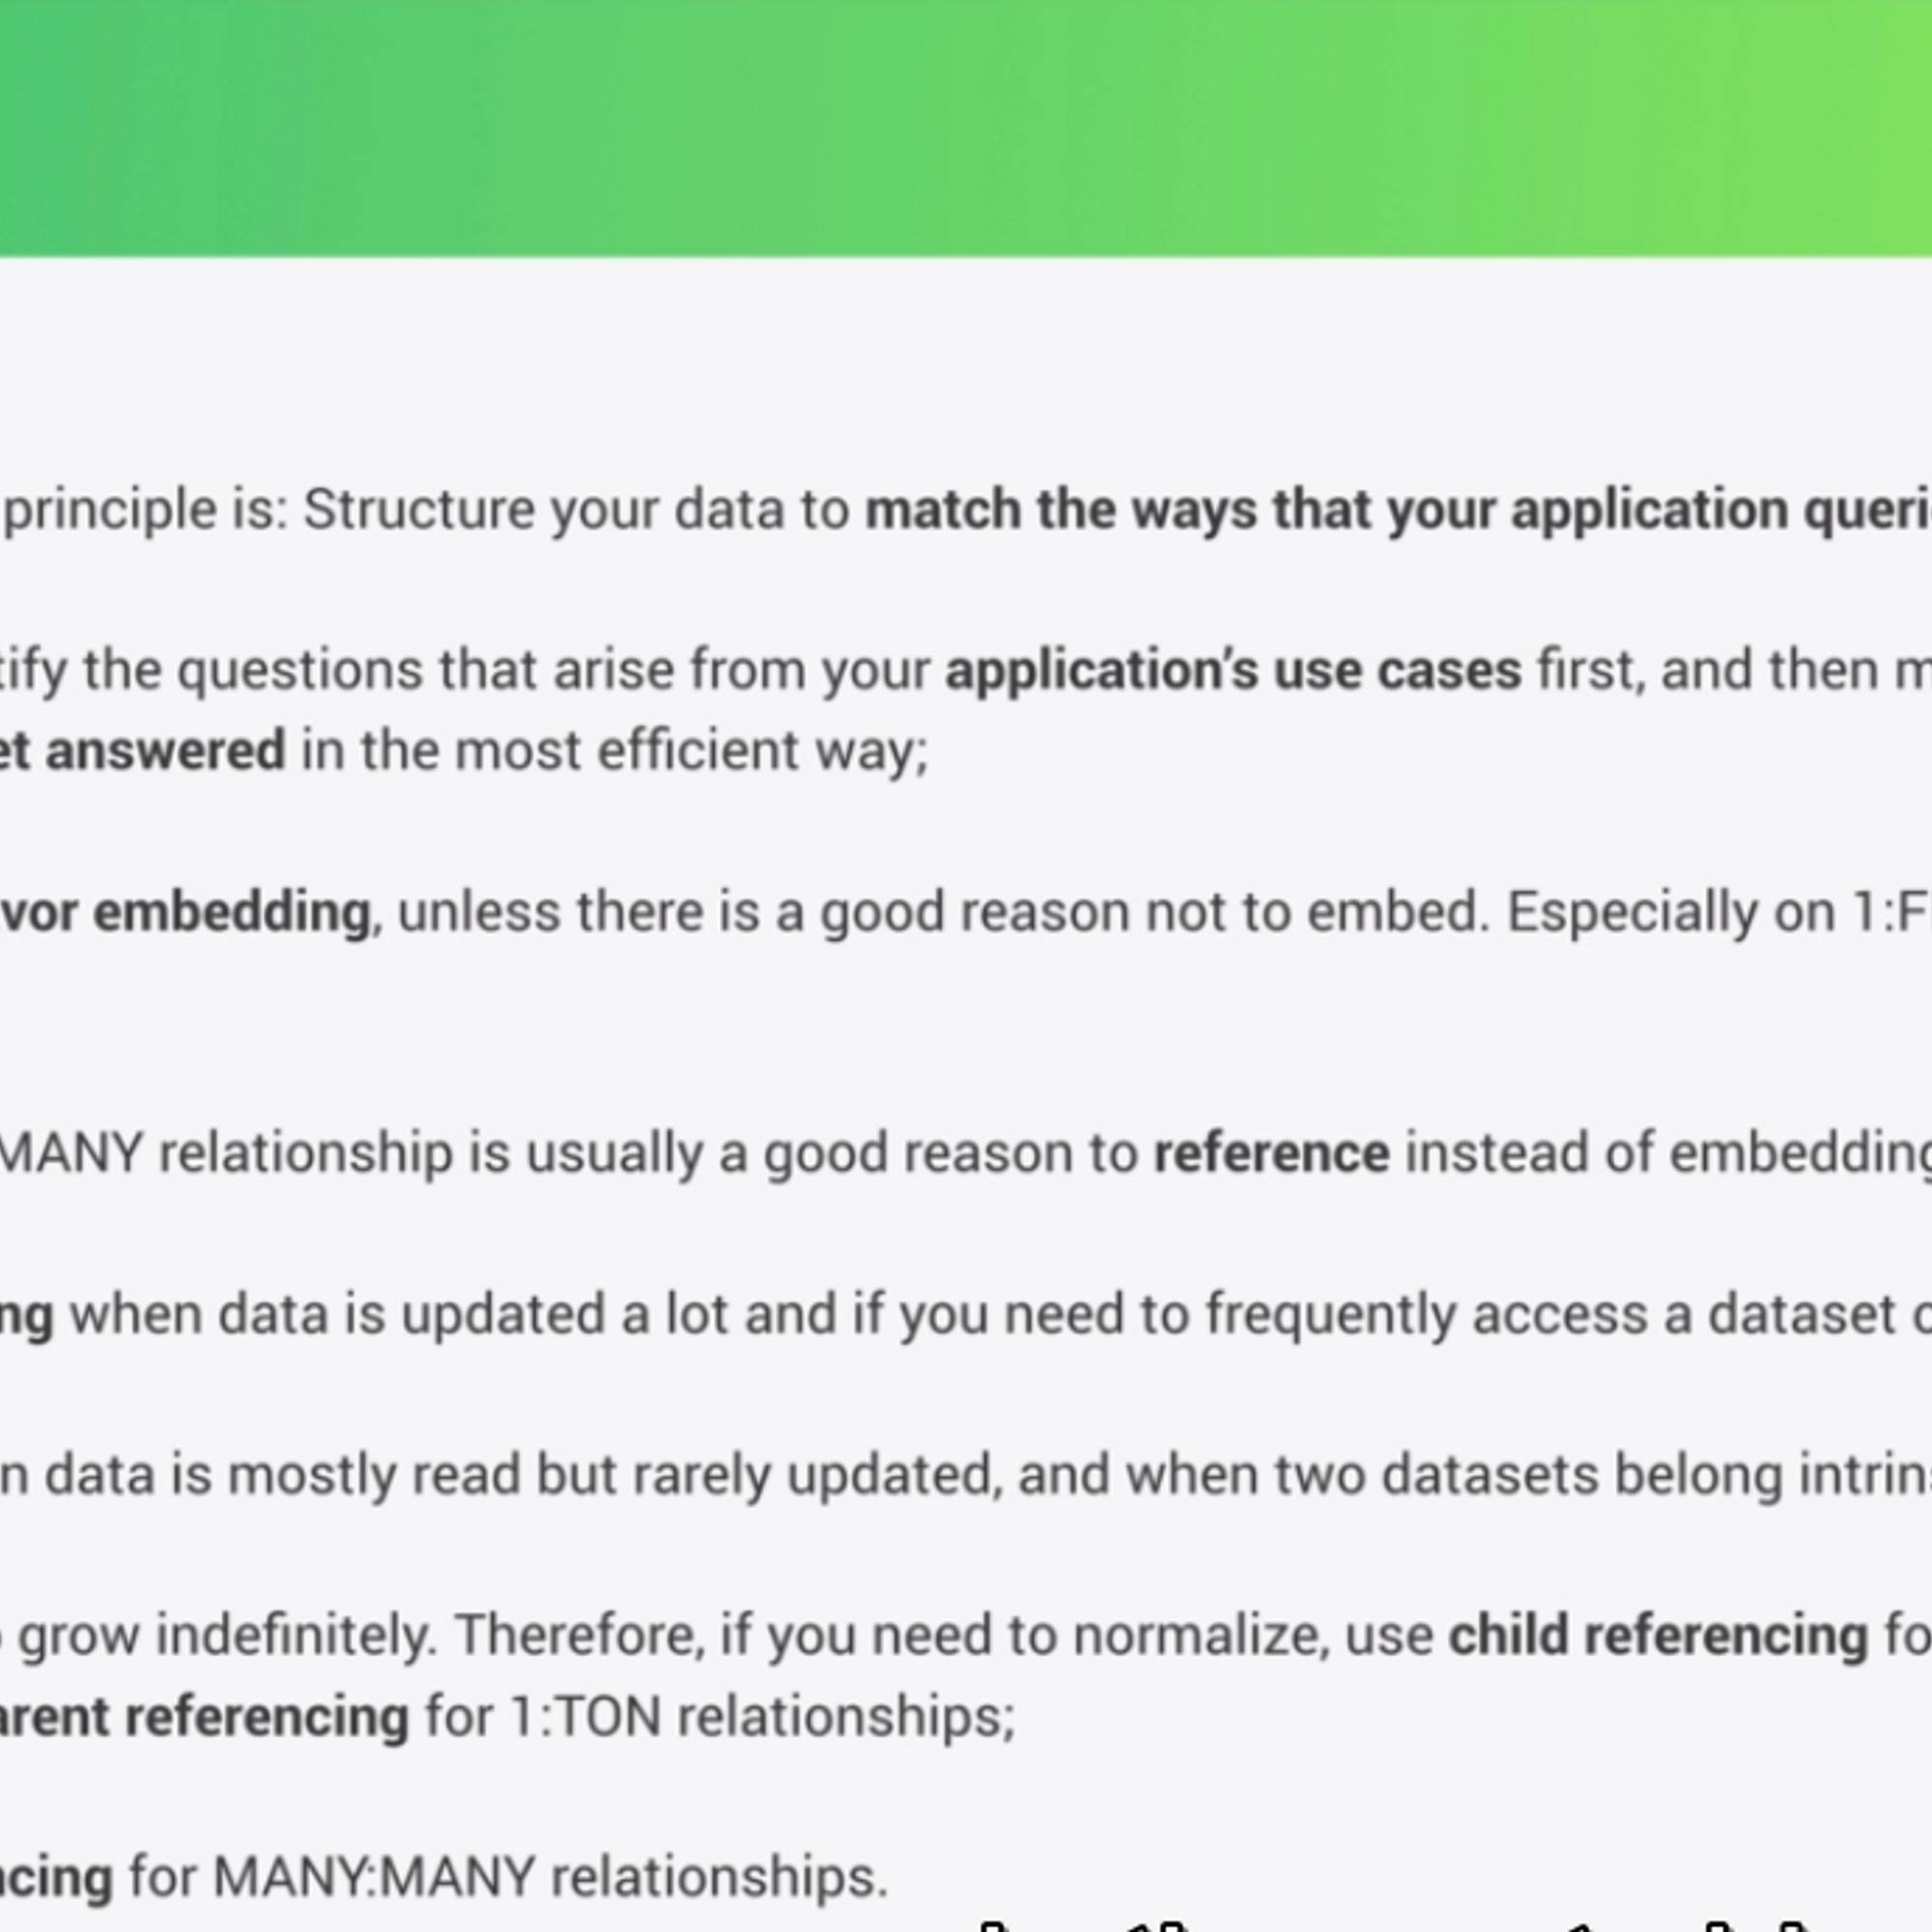 principle is: Structure your data to match the ways that your application queri
tify the questions that arise from your application's use cases first, and then m
et answered in the most efficient way;
vor embedding, unless there is a good reason not to embed. Especially on 1:F
MANY relationship is usually a good reason to reference instead of embedding
ng when data is updated a lot and if you need to frequently access a dataset o
n data is mostly read but rarely updated, and when two datasets belong intrins
grow indefinitely. Therefore, if you need to normalize, use child referencing fo
arent referencing for 1:TON relationships;
ncing for MANY:MANY relationships.